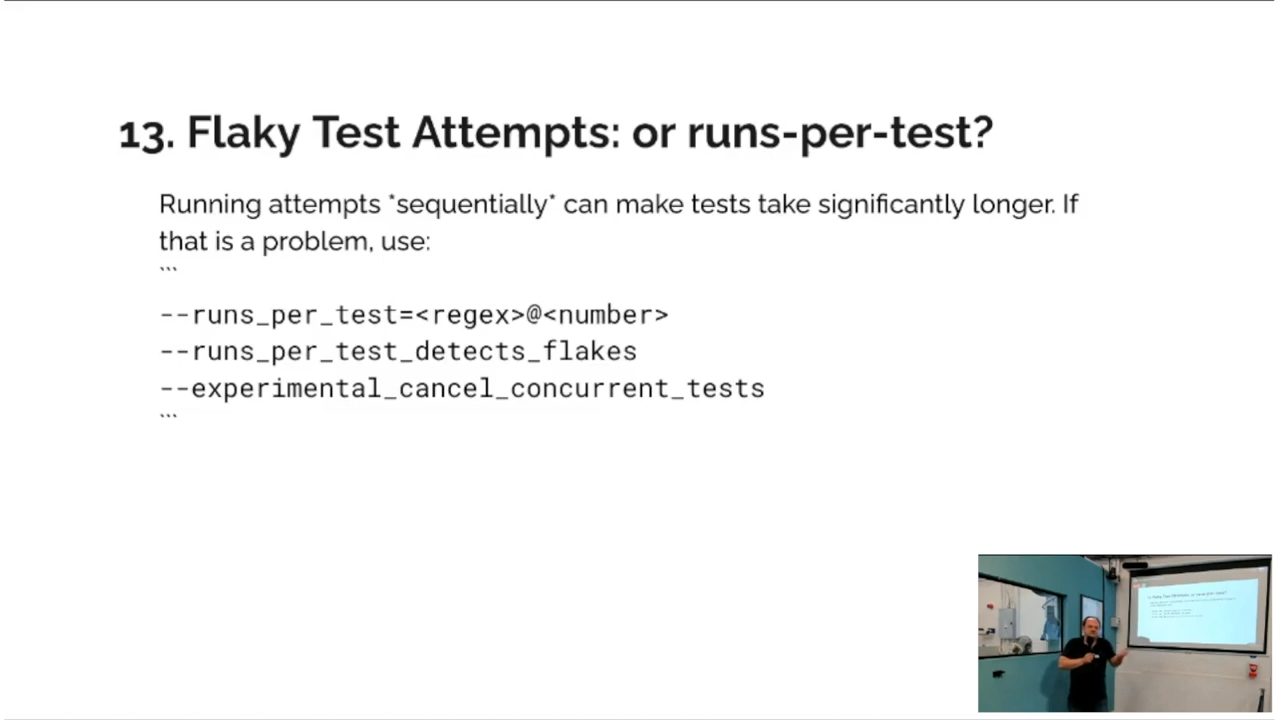 13. Flaky Test Attempts: or runs-per-test?
Running attempts *sequentially* can make tests take significantly longer. If
that is a problem, use:
```
--runs_per_test=<regex>@<number>
--runs_per_test_detects_flakes
--experimental_cancel_concurrent_tests
```